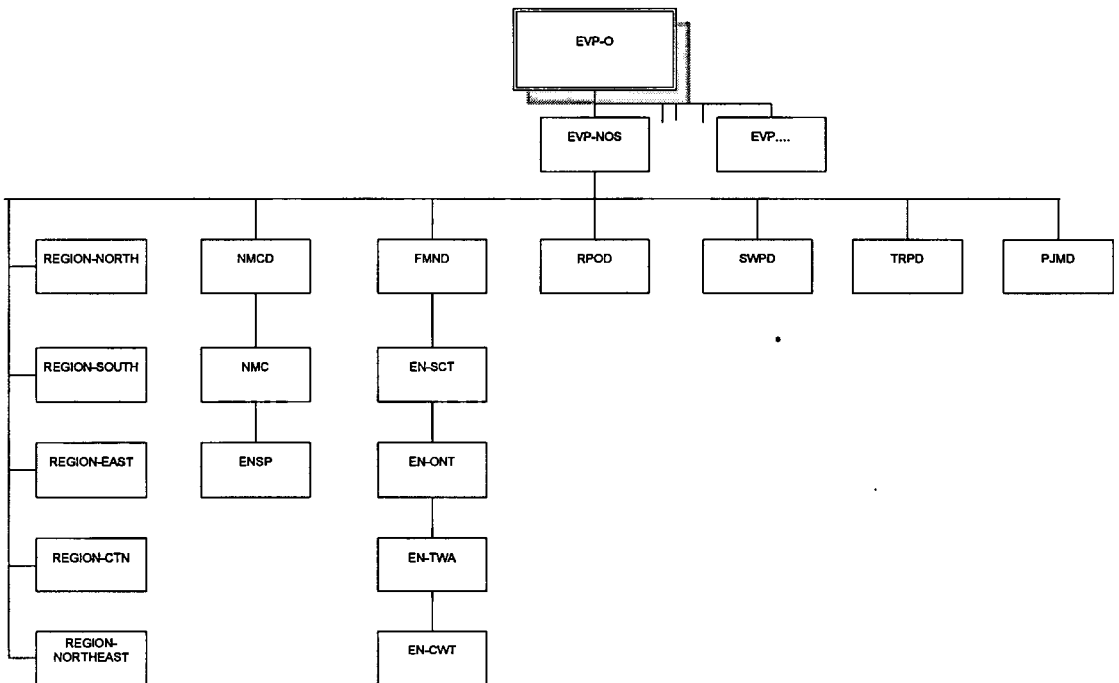 EVP-O
EVP-NOS
EVP....
REGION-NORTH
NMCD
FMND
RPOD
SWPD
TRPD
PJMD
REGION-SOUTH
NMC
EN-SCT
REGION-EAST
ENSP
EN-ONT
REGION-CTN
EN-TWA
REGION-
NORTHEAST
EN-CWT